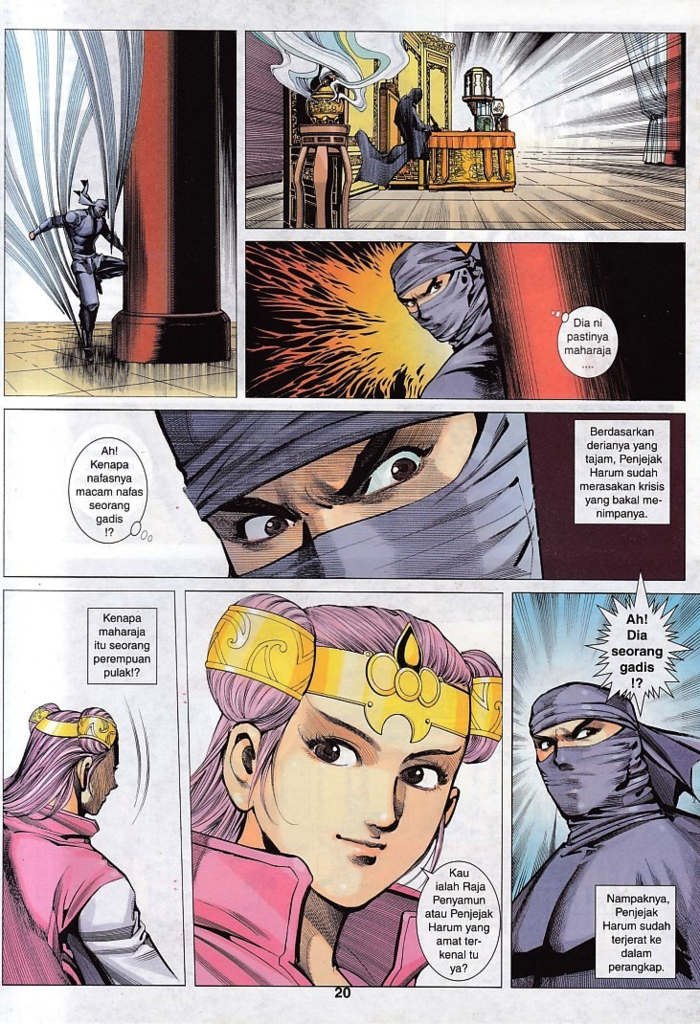 Dia ni
pastinya
maharaja
....
Ah!
Kenapa
nafasnya
macam nafas
seorang
gadis
!?
Berdasarkan
derianya yang
tajam, Penjejak
Harum sudah
merasakan krisis
yang bakal me-
nimpanya.
Kenapa
maharaja
itu seorang
perempuan
pulak!?
Kau
ialah Raja
Penyamun
atau Penjejak
Harum yang
amat ter-
kenal tu
ya?
Ah!
Dia
seorang
gadis
!?
Nampaknya,
Penjejak
Harum sudah
terjerat ke
dalam
perangkap.
20